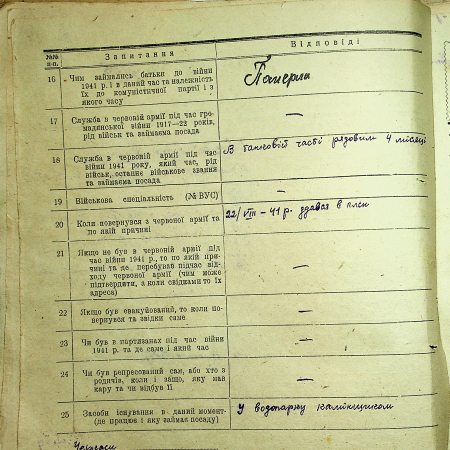 №№ п-п.
Запитання
Відповіді
16 Чим займались батьки до війни
1941 р. і в даний час та належність
їх до комуністичної партії і з
якого часу
Померли
17 Служба в червоній армії під час гро-
мадянської війни 1917—22 років,
рід військ та займаєма посада
—
18 Служба в червоній армії під час
війни 1941 року, який час, рід
військ, останнє військове звання
та займаєма посада
В танковій часті рядовим 4 місяці
19 Військова спеціальність (№ ВУС)
—
20 Коли повернувся з червоної армії та
по якій причині
22/VIII – 41 р. здався в плєн
21 Якщо не був в червоній армії під
час війни 1941 р., то по якій при-
чині та де, перебував підчас від-
ходу червоної армії (чим може
підтвердити, а коли свідками то їх
адреса)
—
22 Якщо був евакуйований, то коли по-
вернувся та звідки саме
—
23 Чи був в партизанах під час війни
1941 р. та де саме і який час
—
24 Чи був репресований сам, або хто з
родичів, коли і защо, яку мав
кару та чи відбув її
—
25 Засоби існування в даний момент.
(де працює і яку займає посаду)
У водопарку